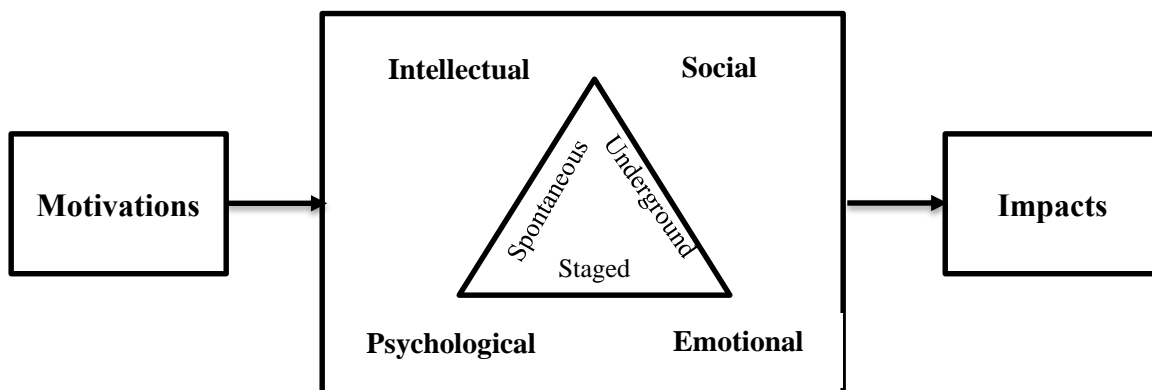 Intellectual
Social
Motivations
Spontaneous
Underground
Staged
Impacts
Psychological
Emotional